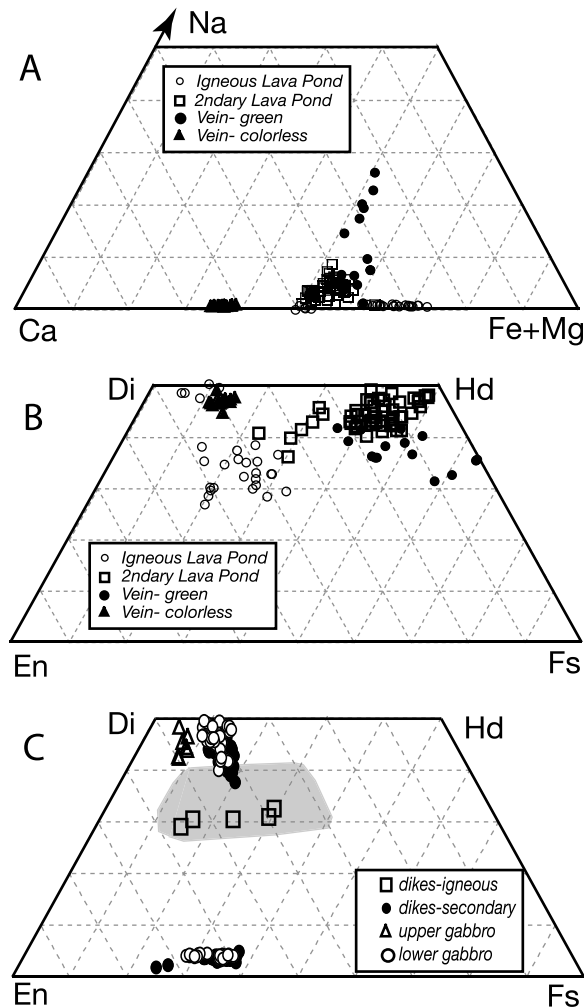 Na
A
Igneous Lava Pond
2ndary Lava Pond
Vein- green
Vein- colorless
Ca
Fe+Mg
Di
Hd
B
Igneous Lava Pond
2ndary Lava Pond
Vein- green
Vein- colorless
En
Fs
Di
Hd
C
dikes-igneous
dikes-secondary
upper gabbro
lower gabbro
En
Fs